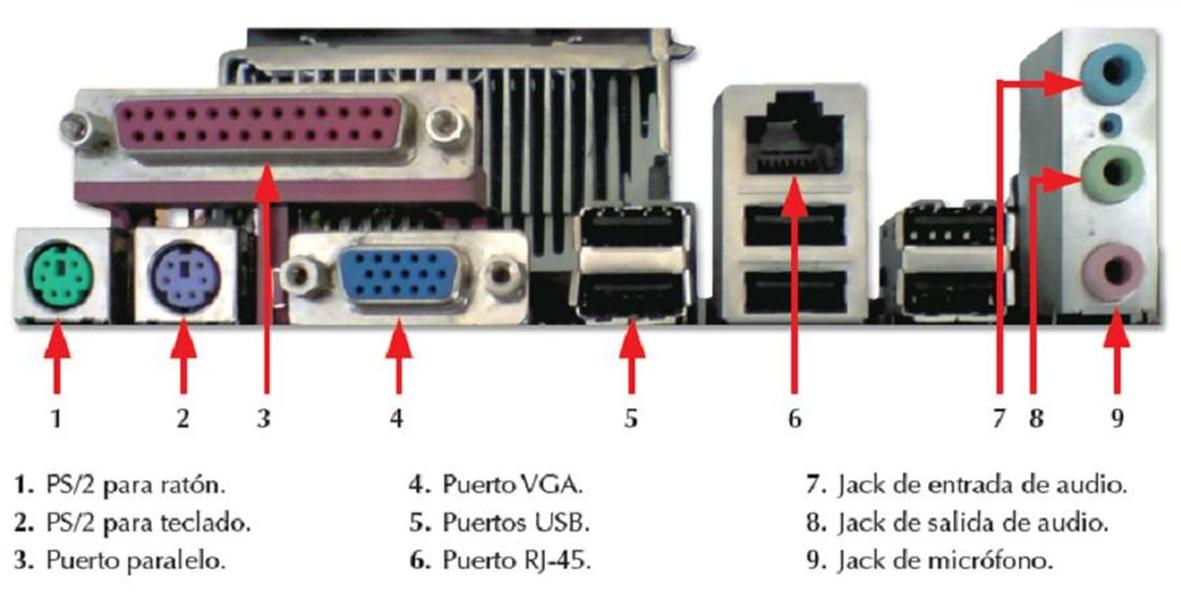 1 2 3 4 5 6 7 8 9
1. PS/2 para ratón.
2. PS/2 para teclado.
3. Puerto paralelo.
4. Puerto VGA.
5. Puertos USB.
6. Puerto RJ-45.
7. Jack de entrada de audio.
8. Jack de salida de audio.
9. Jack de micrófono.